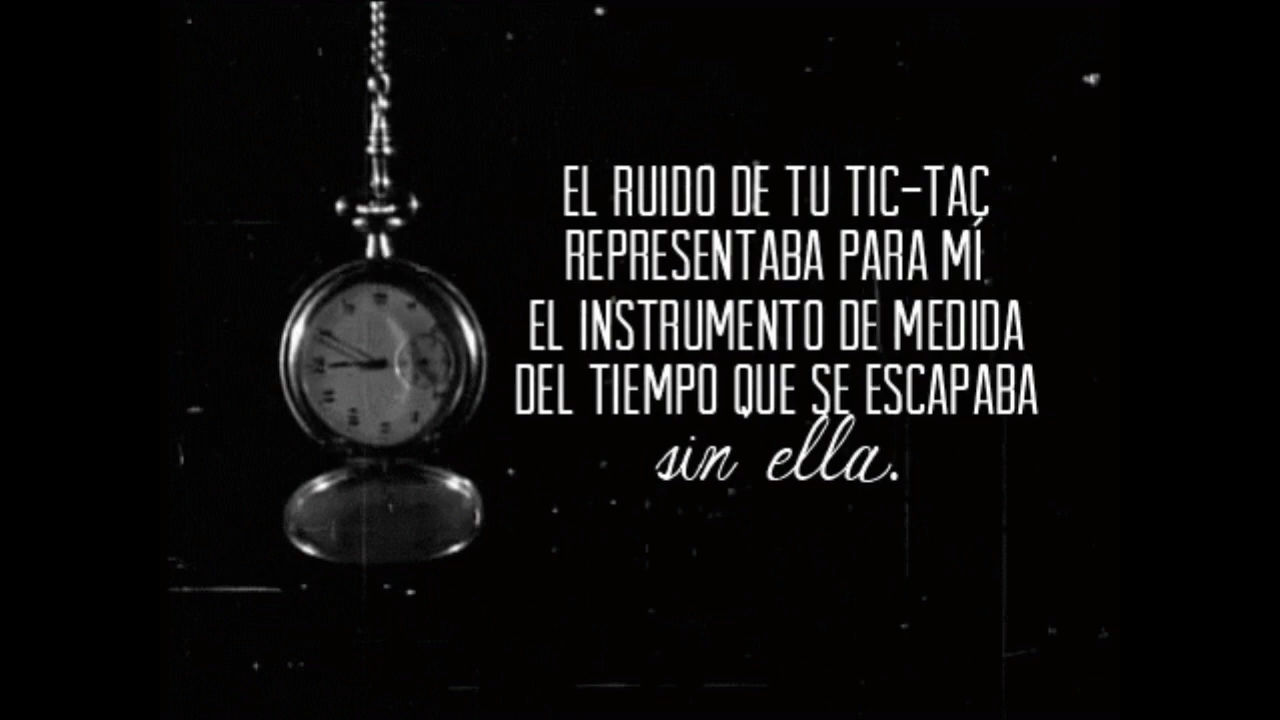 EL RUIDO DE TU TIC-TAC
REPRESENTABA PARA MÍ
EL INSTRUMENTO DE MEDIDA
DEL TIEMPO QUE SE ESCAPABA
sin ella.